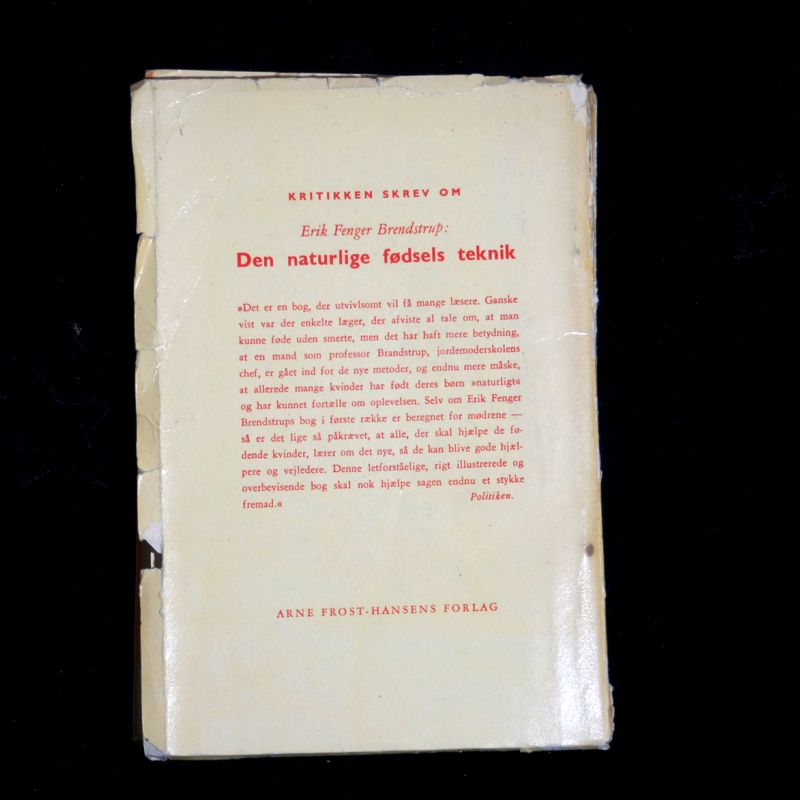 KRITIKKEN SKREV OM
Erik Fenger Brendstrup:
Den naturlige fødsels teknik
»Det er en bog, der utvivlsomt vil få mange læsere. Ganske
vist var der enkelte læger, der afviste al tale om, at man
kunne føde uden smerte, men det har haft mere betydning,
at en mand som professor Brandstrup, jordemoderskolens
chef, er gået ind for de nye metoder, og endnu mere måske,
at allerede mange kvinder har født deres børn »naturligt«
og har kunnet fortælle om oplevelsen. Selv om Erik Fenger
Brendstrups bog i første række er beregnet for mødrene —
så er det lige så påkrævet, at alle, der skal hjælpe de fø-
dende kvinder, lærer om det nye, så de kan blive gode hjæl-
pere og vejledere. Denne letforståelige, rigt illustrerede og
overbevisende bog skal nok hjælpe sagen endnu et stykke
fremad.« Politiken.
ARNE FROST-HANSENS FORLAG